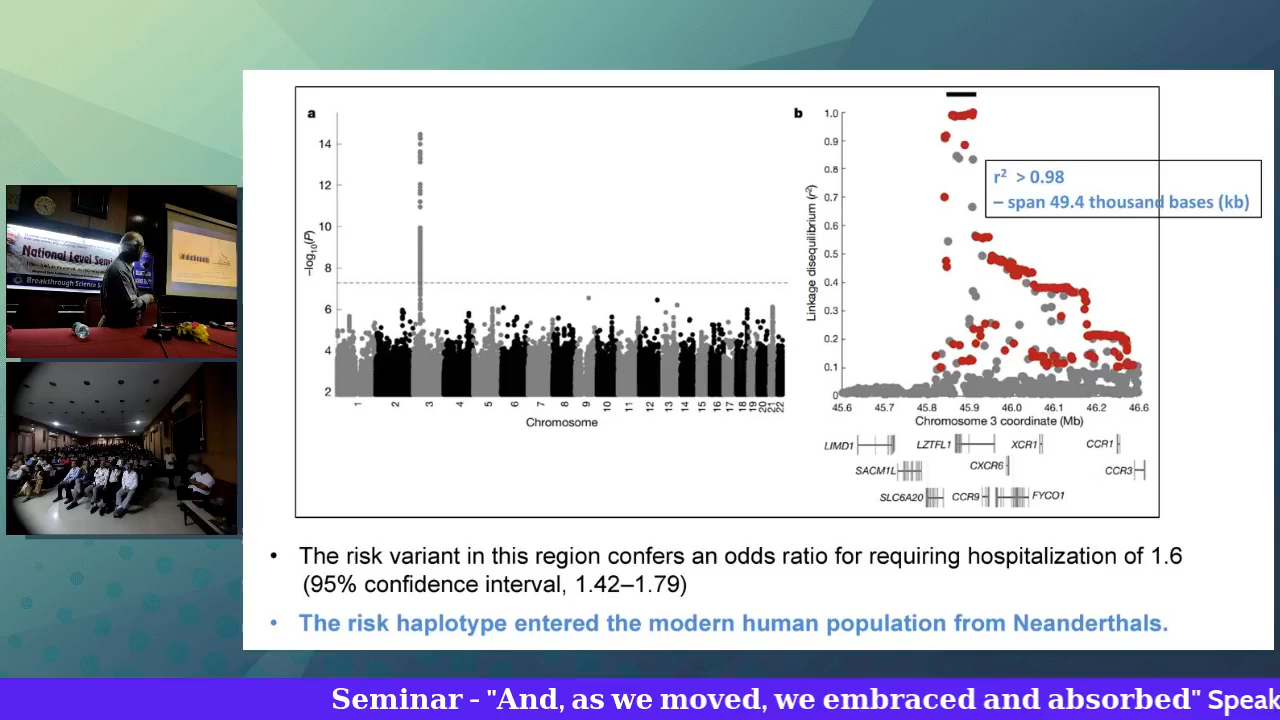 a
14
12
10
8
6
4
2
–log10(P)
1 2 3 4 5 6 7 8 9 10 11 12 13 14 15 16 17 18 19 20 21 22
Chromosome
b
1.0
0.9
0.8
0.7
0.6
0.5
0.4
0.3
0.2
0.1
0
Linkage disequilibrium (r²)
45.6 45.7 45.8 45.9 46.0 46.1 46.2 46.6
Chromosome 3 coordinate (Mb)
LIMD1 LZTFL1 XCR1 CCR1
SACM1L CXCR6 CCR3
SLC6A20 CCR9 FYCO1
r² > 0.98
– span 49.4 thousand bases (kb)
• The risk variant in this region confers an odds ratio for requiring hospitalization of 1.6
(95% confidence interval, 1.42–1.79)
• The risk haplotype entered the modern human population from Neanderthals.
National Level Semi
Breakthrough Science S
Seminar - "And, as we moved, we embraced and absorbed" Speak